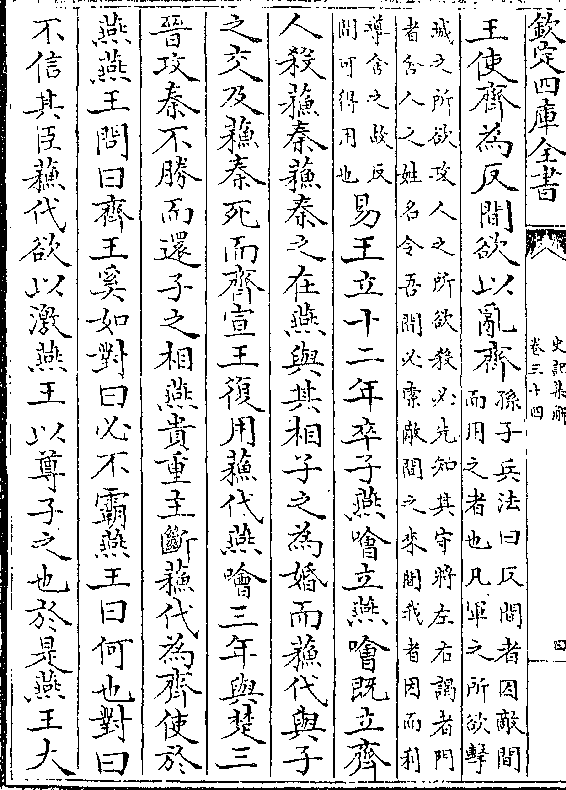 欽定四庫全書
史記集解
卷三十四
四
王使齊為反間欲以亂齊
孫子兵法曰反間者因敵間
而用之者也凡軍之所欲擊
城之所欲攻人之所欲殺必先知其守將左右謁者門
者舍人之姓名令吾間必索敵間之來間我者因而利
導舍之故反
間可得用也
易王立十二年卒子燕噲立燕噲既立齊
人殺蘇秦蘇秦之在燕與其相子之為婚而蘇代與子
之交及蘇秦死而齊宣王復用蘇代燕噲三年與楚三
晉攻秦不勝而還子之相燕貴重主斷蘇代為齊使於
燕燕王問曰齊王奚如對曰必不霸燕王曰何也對曰
不信其臣蘇代欲以激燕王以尊子之也於是燕王大